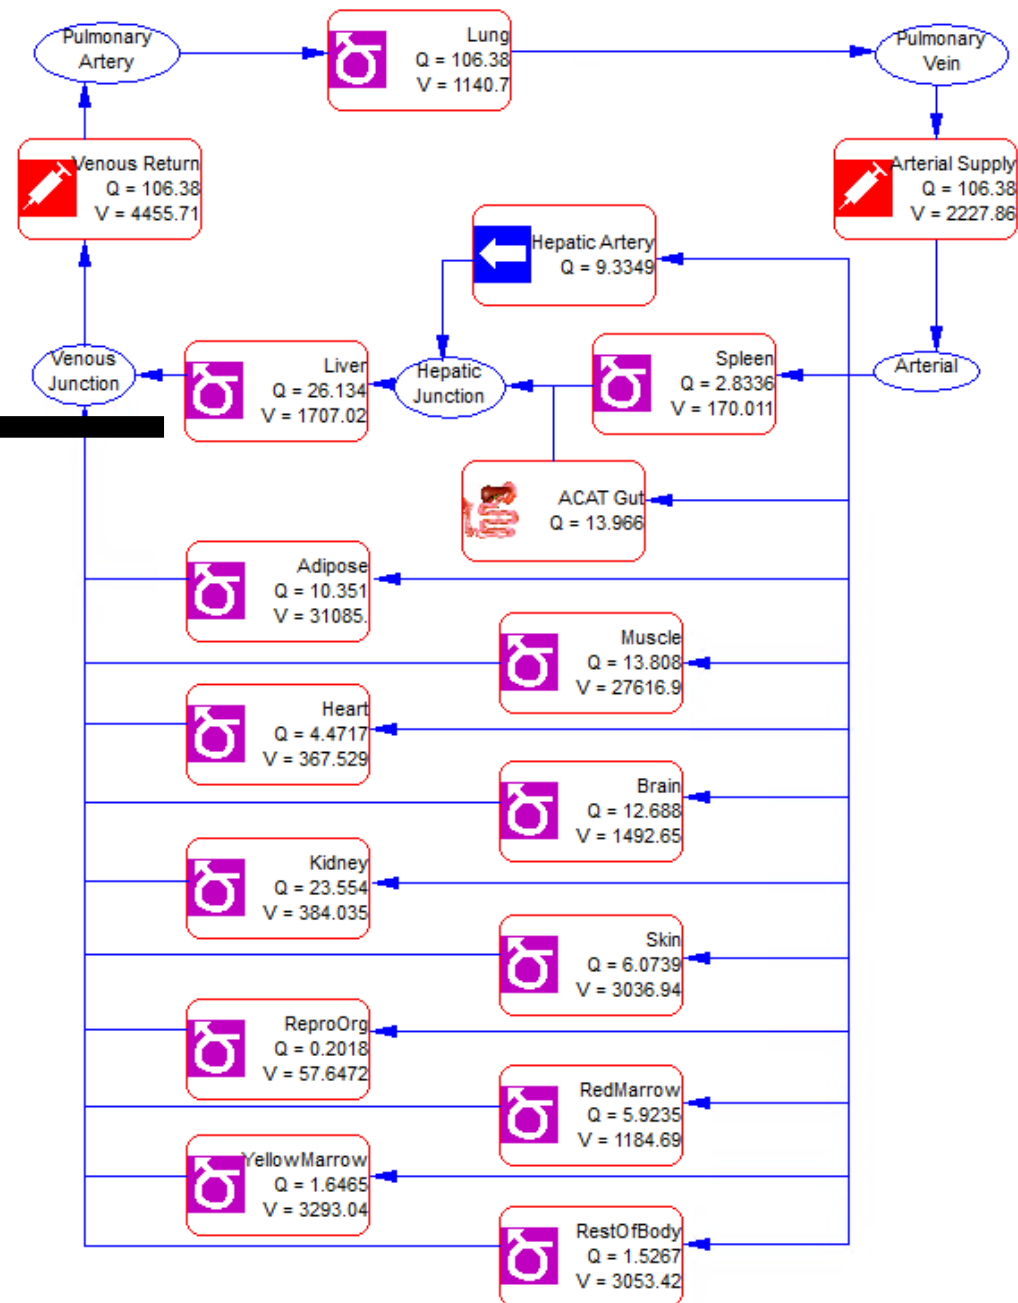 Pulmonary
Artery
Lung
Q = 106.38
V = 1140.7
Pulmonary
Vein
Venous Return
Q = 106.38
V = 4455.71
Arterial Supply
Q = 106.38
V = 2227.86
Hepatic Artery
Q = 9.3349
Venous
Junction
Liver
Q = 26.134
V = 1707.02
Hepatic
Junction
Spleen
Q = 2.8336
V = 170.011
Arterial
ACAT Gut
Q = 13.966
Adipose
Q = 10.351
V = 31085.
Muscle
Q = 13.808
V = 27616.9
Heart
Q = 4.4717
V = 367.529
Brain
Q = 12.688
V = 1492.65
Kidney
Q = 23.554
V = 384.035
Skin
Q = 6.0739
V = 3036.94
ReproOrg
Q = 0.2018
V = 57.6472
RedMarrow
Q = 5.9235
V = 1184.69
YellowMarrow
Q = 1.6465
V = 3293.04
RestOfBody
Q = 1.5267
V = 3053.42